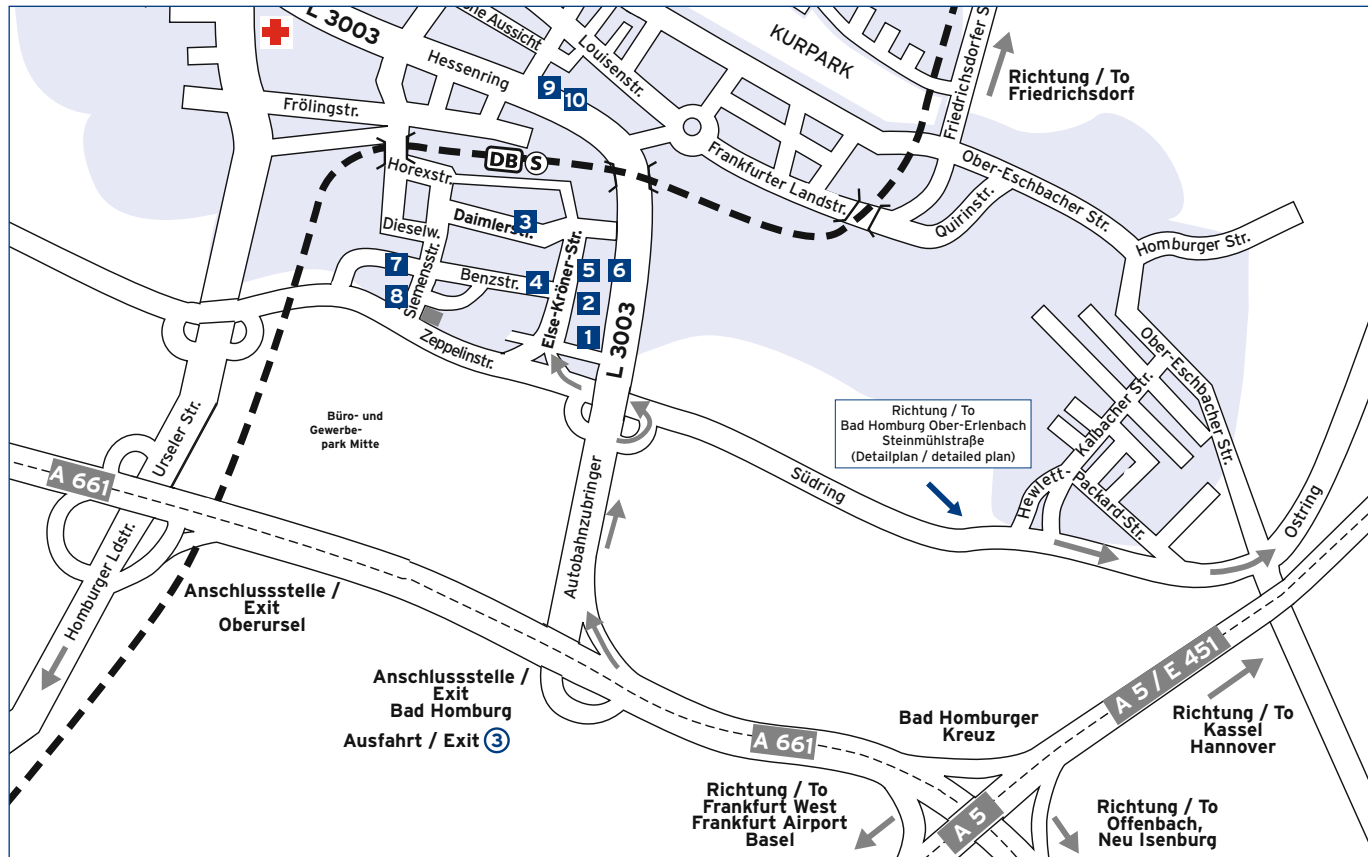 L 3003
he Aussicht
Louisenstr.
KURPARK
Friedrichsdorfer S
Richtung / To
Friedrichsdorf
Hessenring
9
10
Frölingstr.
DB S
Horexstr.
Frankfurter Landstr.
Ober-Eschbacher Str.
Quirinstr.
Homburger Str.
Daimlerstr.
3
Dieselw.
7
Benzstr.
4
5
6
8
Siemensstr.
2
1
Else-Kröner-Str.
L 3003
Zeppelinstr.
Ober-Eschbacher Str.
Kalbacher Str.
Büro- und
Gewerbe-
park Mitte
Richtung / To
Bad Homburg Ober-Erlenbach
Steinmühlstraße
(Detailplan / detailed plan)
Urseler Str.
A 661
Südring
Hewlett-Packard-Str.
Ostring
Autobahnzubringer
Homburger Ldstr.
Anschlussstelle /
Exit
Oberursel
Anschlussstelle /
Exit
Bad Homburg
Ausfahrt / Exit 3
A 661
Bad Homburger
Kreuz
A 5 / E 451
Richtung / To
Kassel
Hannover
Richtung / To
Frankfurt West
Frankfurt Airport
Basel
A 5
Richtung / To
Offenbach,
Neu Isenburg